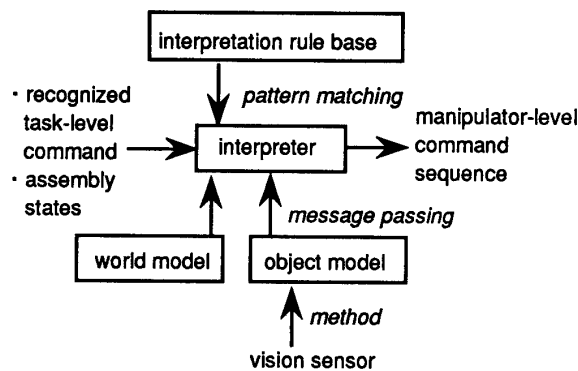 interpretation rule base
pattern matching
· recognized
task-level
command
· assembly
states
interpreter
manipulator-level
command
sequence
message passing
world model
object model
method
vision sensor